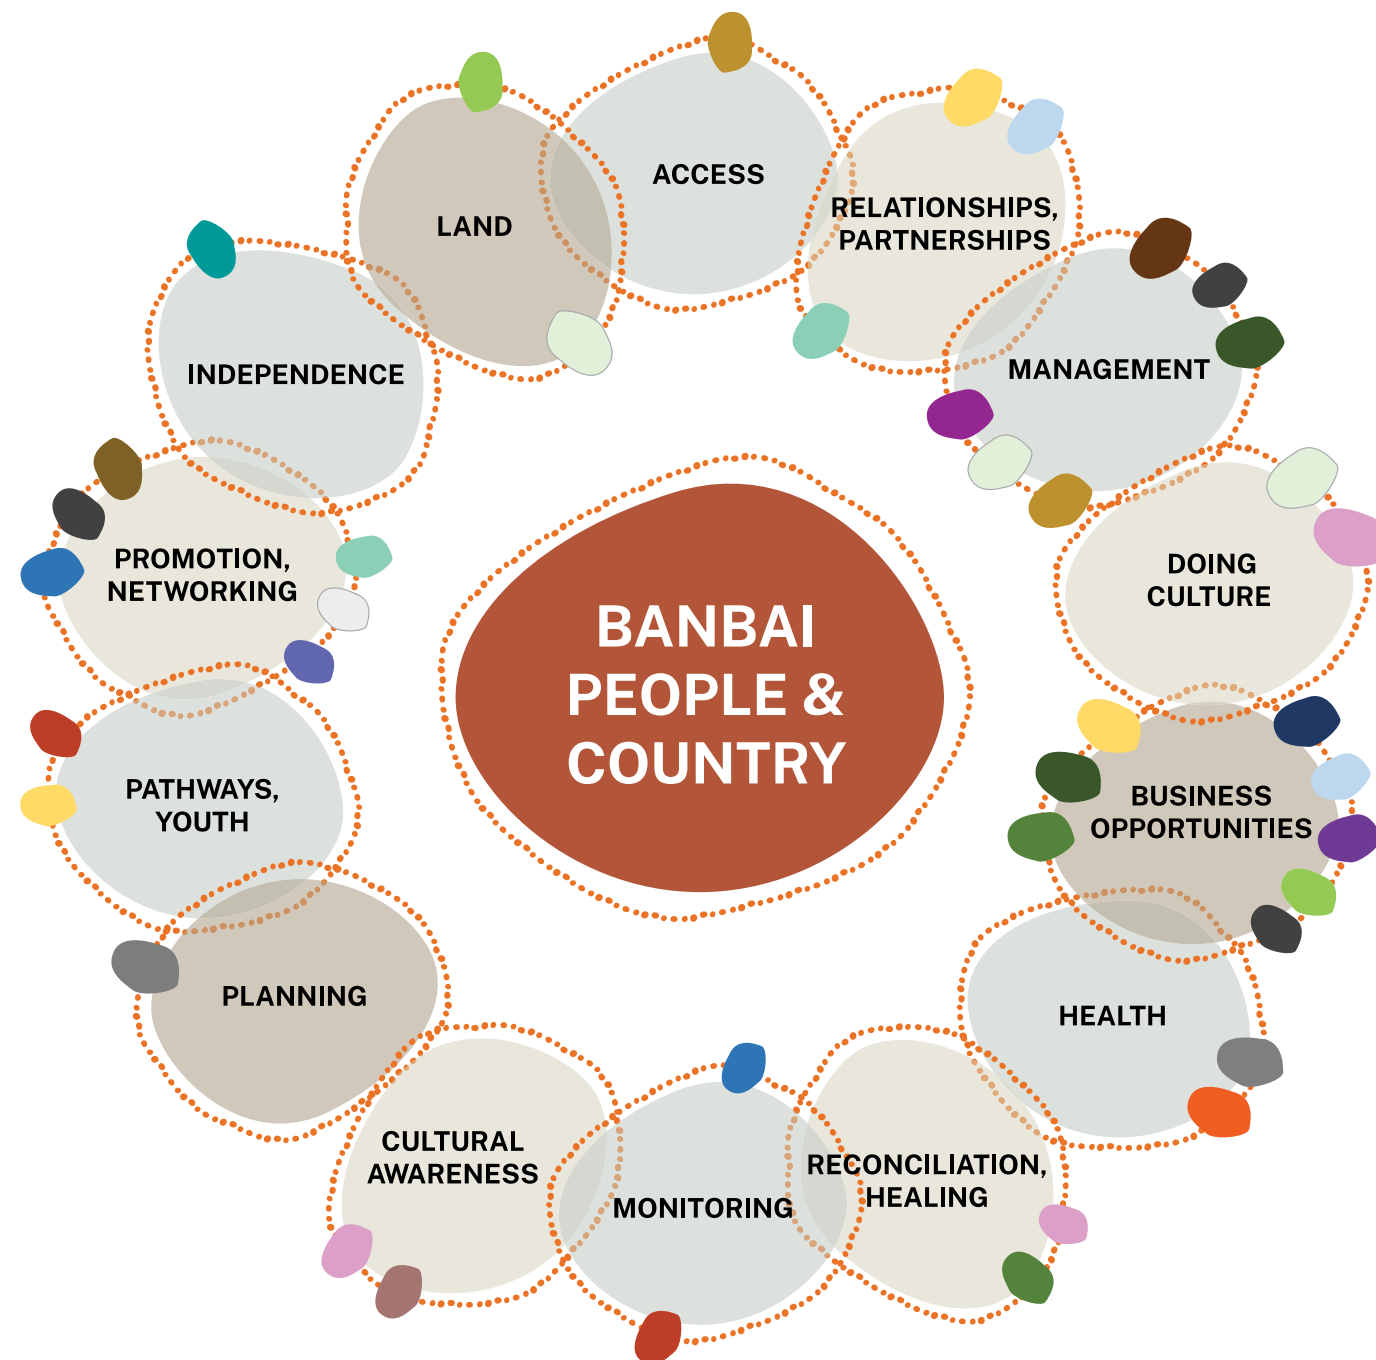 ACCESS
LAND
RELATIONSHIPS,
PARTNERSHIPS
MANAGEMENT
INDEPENDENCE
PROMOTION,
NETWORKING
DOING
CULTURE
BANBAI
PEOPLE &
COUNTRY
PATHWAYS,
YOUTH
BUSINESS
OPPORTUNITIES
PLANNING
HEALTH
CULTURAL
AWARENESS
MONITORING
RECONCILIATION,
HEALING